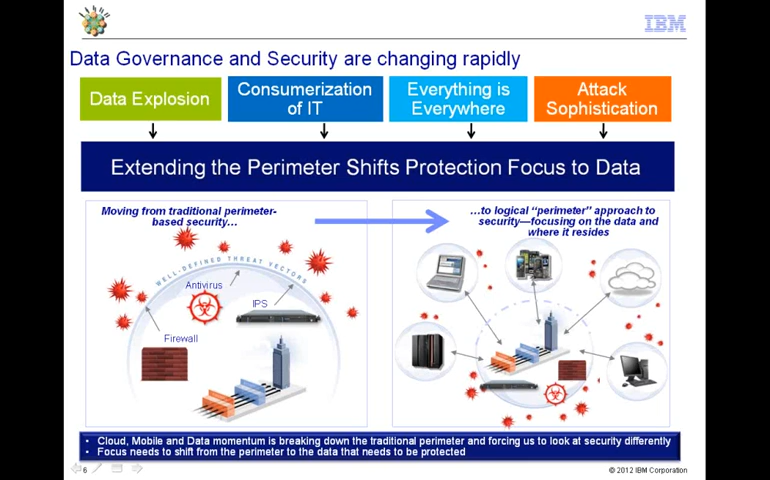 IBM
Data Governance and Security are changing rapidly
Data Explosion
Consumerization
of IT
Everything is
Everywhere
Attack
Sophistication
Extending the Perimeter Shifts Protection Focus to Data
Moving from traditional perimeter-
based security…
…to logical “perimeter” approach to
security—focusing on the data and
where it resides
WELL-DEFINED THREAT VECTORS
Antivirus
IPS
Firewall
• Cloud, Mobile and Data momentum is breaking down the traditional perimeter and forcing us to look at security differently
• Focus needs to shift from the perimeter to the data that needs to be protected
6
© 2012 IBM Corporation